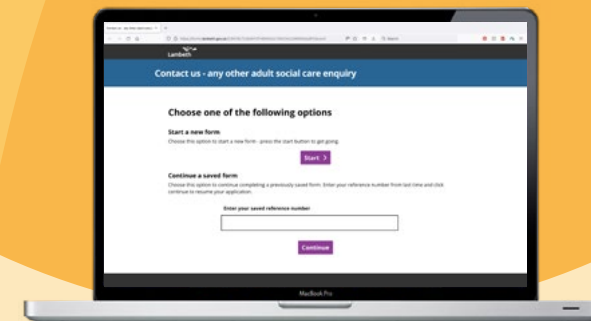 Lambeth
Contact us - any other adult social care enquiry
Choose one of the following options
Start a new form
Choose this option to start a new form - press the start button to get going.
Start >
Continue a saved form
Choose this option to continue completing a previously saved form. Enter your reference number from last time and click
continue to resume your application.
Enter your saved reference number
Continue
MacBook Pro